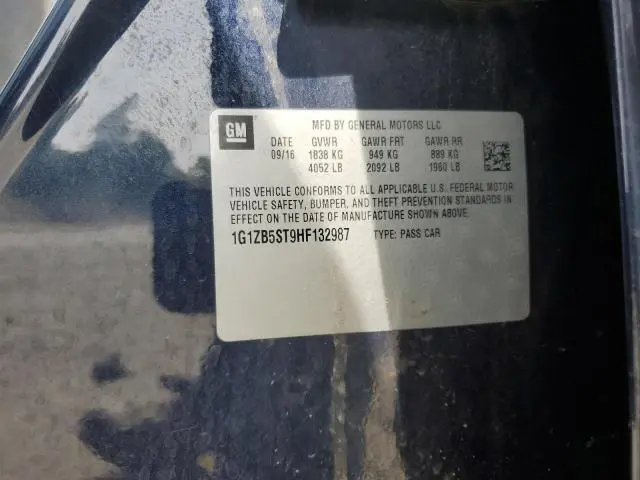 GM
MFD BY GENERAL MOTORS LLC
DATE GVWR GAWR FRT GAWR RR
09/16 1838 KG 949 KG 889 KG
4052 LB 2092 LB 1960 LB
THIS VEHICLE CONFORMS TO ALL APPLICABLE U.S. FEDERAL MOTOR
VEHICLE SAFETY, BUMPER, AND THEFT PREVENTION STANDARDS IN
EFFECT ON THE DATE OF MANUFACTURE SHOWN ABOVE.
1G1ZB5ST9HF132987 TYPE: PASS CAR